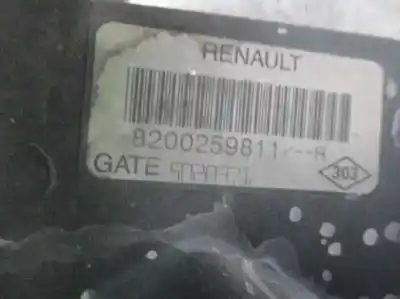 RENAULT
8200259811/--A
GATE
303